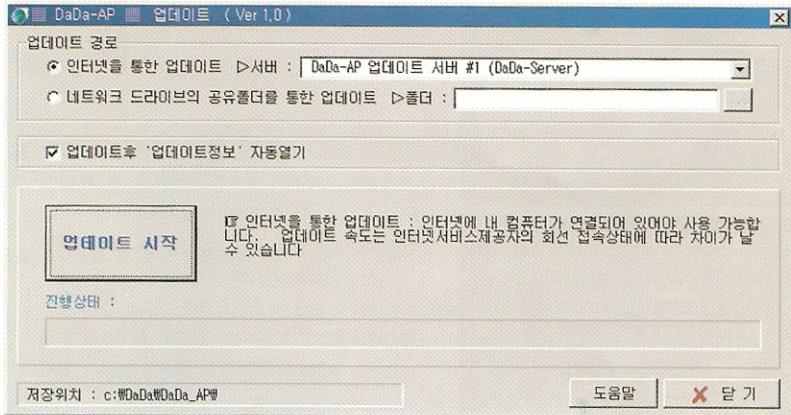 DaDa-AP 업데이트 ( Ver 1.0 )
업데이트 경로
인터넷을 통한 업데이트 ▷서버 : DaDa-AP 업데이트 서버 #1 (DaDa-Server)
네트워크 드라이브의 공유폴더를 통한 업데이트 ▷폴더 :
업데이트후 '업데이트정보' 자동열기
업데이트 시작
☞ 인터넷을 통한 업데이트 : 인터넷에 내 컴퓨터가 연결되어 있어야 사용 가능합
니다. 업데이트 속도는 인터넷서비스제공자의 회선 접속상태에 따라 차이가 날
수 있습니다
진행상태 :
저장위치 : c:₩DaDa₩DaDa_AP₩
도움말
닫 기